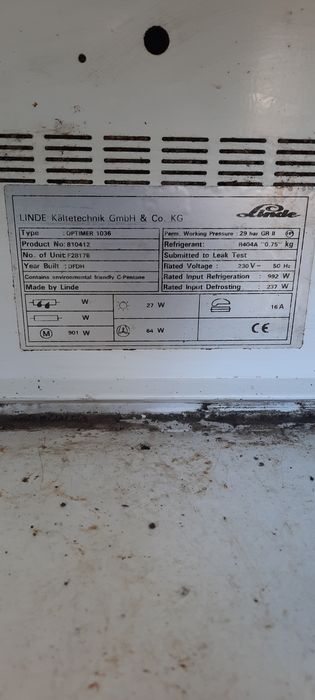 LINDE Kältetechnik GmbH & Co. KG
Linde
Type : OPTIMER 1036
Product No: 810412
No. of Unit: F2B178
Year Built : DFDH
Contains environmental friendly C-Pentane
Made by Linde
Perm. Working Pressure : 29 bar GR II
Refrigerant: R404A 0.75 kg
Submitted to Leak Test
Rated Voltage : 230 V~ 50 Hz
Rated Input Refrigeration : 992 W
Rated Input Defrosting : 237 W
W
27 W
16 A
W
M 901 W
64 W
CE